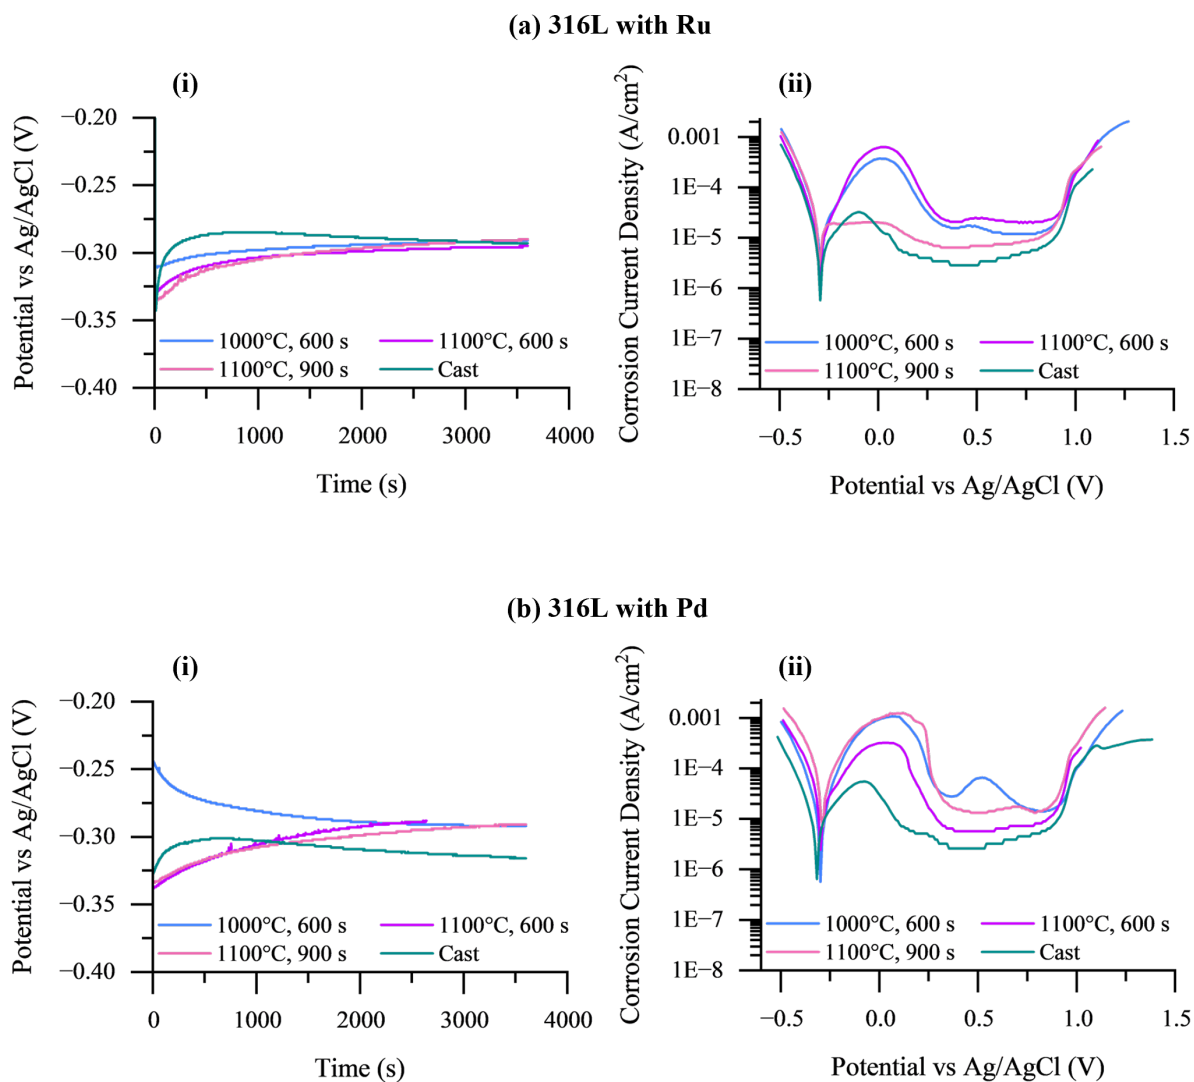 (a) 316L with Ru
(i)
Potential vs Ag/AgCl (V)
−0.20
−0.25
−0.30
−0.35
−0.40
1000°C, 600 s
1100°C, 600 s
1100°C, 900 s
Cast
0
1000
2000
3000
4000
Time (s)
(ii)
Corrosion Current Density (A/cm²)
0.001
1E−4
1E−5
1E−6
1E−7
1E−8
1000°C, 600 s
1100°C, 600 s
1100°C, 900 s
Cast
−0.5
0.0
0.5
1.0
1.5
Potential vs Ag/AgCl (V)
(b) 316L with Pd
(i)
Potential vs Ag/AgCl (V)
−0.20
−0.25
−0.30
−0.35
−0.40
1000°C, 600 s
1100°C, 600 s
1100°C, 900 s
Cast
0
1000
2000
3000
4000
Time (s)
(ii)
Corrosion Current Density (A/cm²)
0.001
1E−4
1E−5
1E−6
1E−7
1E−8
1000°C, 600 s
1100°C, 600 s
1100°C, 900 s
Cast
−0.5
0.0
0.5
1.0
1.5
Potential vs Ag/AgCl (V)